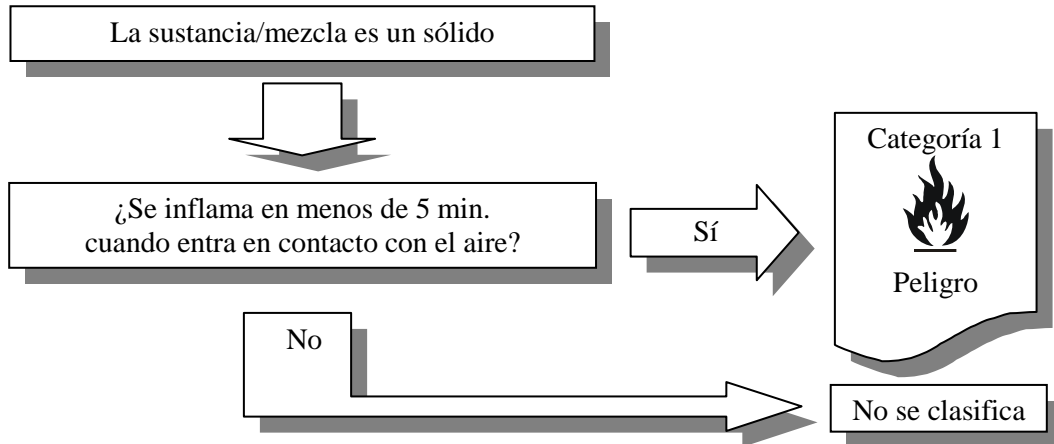 La sustancia/mezcla es un sólido
¿Se inflama en menos de 5 min.
cuando entra en contacto con el aire?
Sí
Categoría 1
Peligro
No
No se clasifica